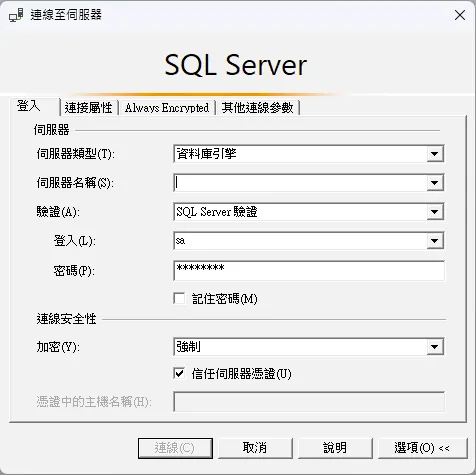 連線至伺服器
SQL Server
登入 連接屬性 Always Encrypted 其他連線參數
伺服器
伺服器類型(T): 資料庫引擎
伺服器名稱(S):
驗證(A): SQL Server 驗證
登入(L): sa
密碼(P): ********
記住密碼(M)
連線安全性
加密(Y): 強制
信任伺服器憑證(U)
憑證中的主機名稱(H):
連線(C) 取消 說明 選項(O) <<